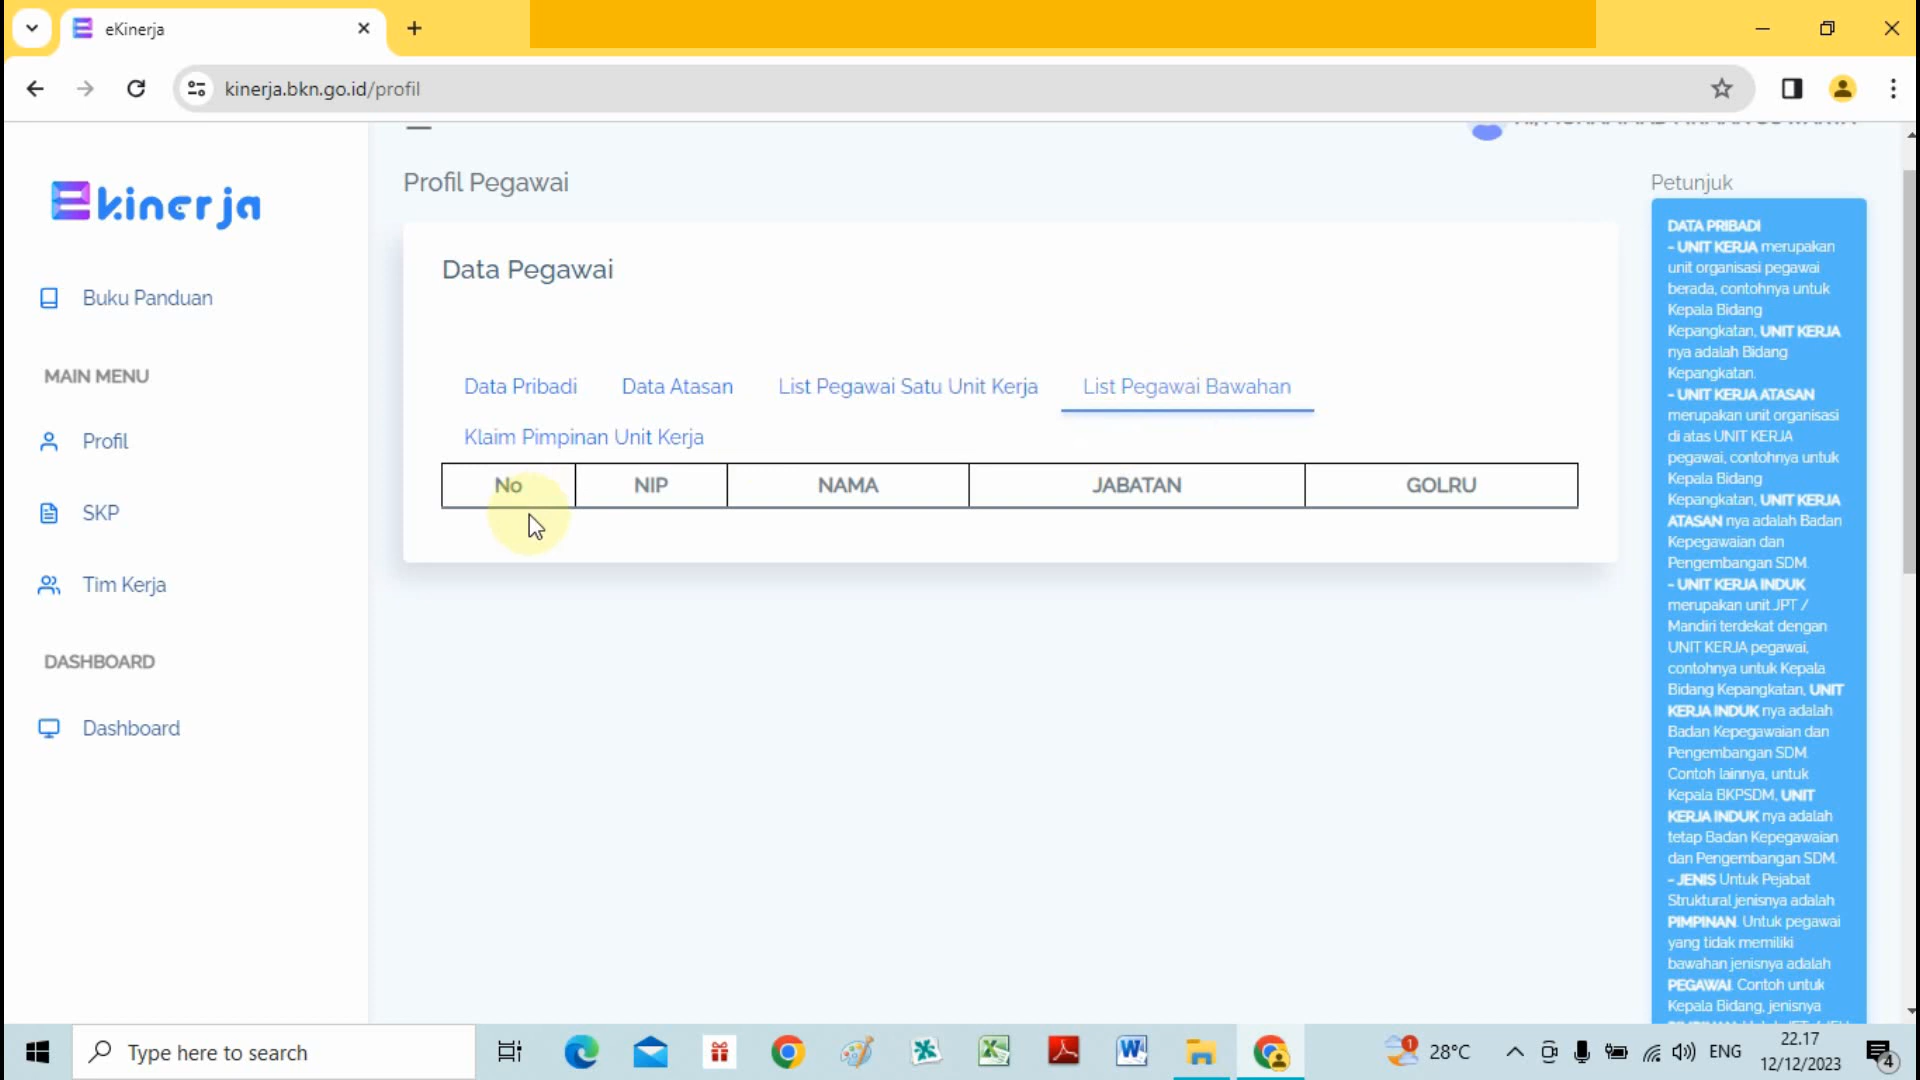 eKinerja
kinerja.bkn.go.id/profil
Ekinerja
Buku Panduan
MAIN MENU
Profil
SKP
Tim Kerja
DASHBOARD
Dashboard
Profil Pegawai
Data Pegawai
Data Pribadi
Data Atasan
List Pegawai Satu Unit Kerja
List Pegawai Bawahan
Klaim Pimpinan Unit Kerja
No NIP NAMA JABATAN GOLRU
Petunjuk
DATA PRIBADI
- UNIT KERJA merupakan
unit organisasi pegawai
berada, contohnya untuk
Kepala Bidang
Kepangkatan, UNIT KERJA
nya adalah Bidang
Kepangkatan.
- UNIT KERJA ATASAN
merupakan unit organisasi
di atas UNIT KERJA
pegawai, contohnya untuk
Kepala Bidang
Kepangkatan, UNIT KERJA
ATASAN nya adalah Badan
Kepegawaian dan
Pengembangan SDM.
- UNIT KERJA INDUK
merupakan unit JPT /
Mandiri terdekat dengan
UNIT KERJA pegawai,
contohnya untuk Kepala
Bidang Kepangkatan, UNIT
KERJA INDUK nya adalah
Badan Kepegawaian dan
Pengembangan SDM.
Contoh lainnya, untuk
Kepala BKPSDM, UNIT
KERJA INDUK nya adalah
tetap Badan Kepegawaian
dan Pengembangan SDM.
- JENIS Untuk Pejabat
Struktural jenisnya adalah
PIMPINAN. Untuk pegawai
yang tidak memiliki
bawahan jenisnya adalah
PEGAWAI. Contoh untuk
Kepala Bidang, jenisnya
Type here to search
1
28°C
ENG
22.17
12/12/2023
4